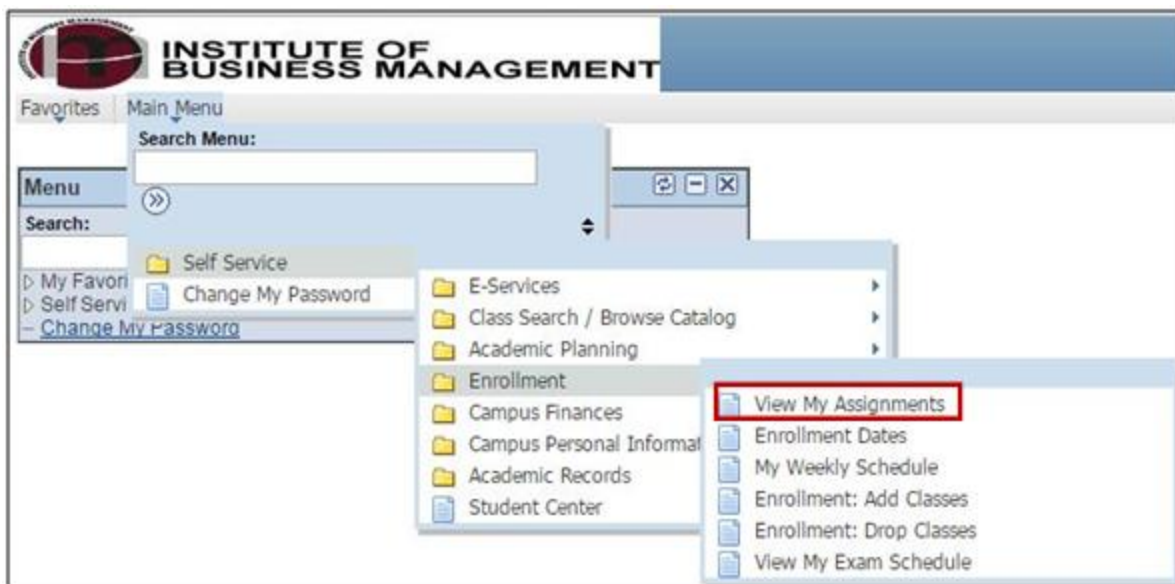 INSTITUTE OF
BUSINESS MANAGEMENT
Favorites
Main Menu
Search Menu:
Menu
Search:
My Favori
Self Servi
Change My Password
Self Service
Change My Password
E-Services
Class Search / Browse Catalog
Academic Planning
Enrollment
Campus Finances
Campus Personal Informat
Academic Records
Student Center
View My Assignments
Enrollment Dates
My Weekly Schedule
Enrollment: Add Classes
Enrollment: Drop Classes
View My Exam Schedule